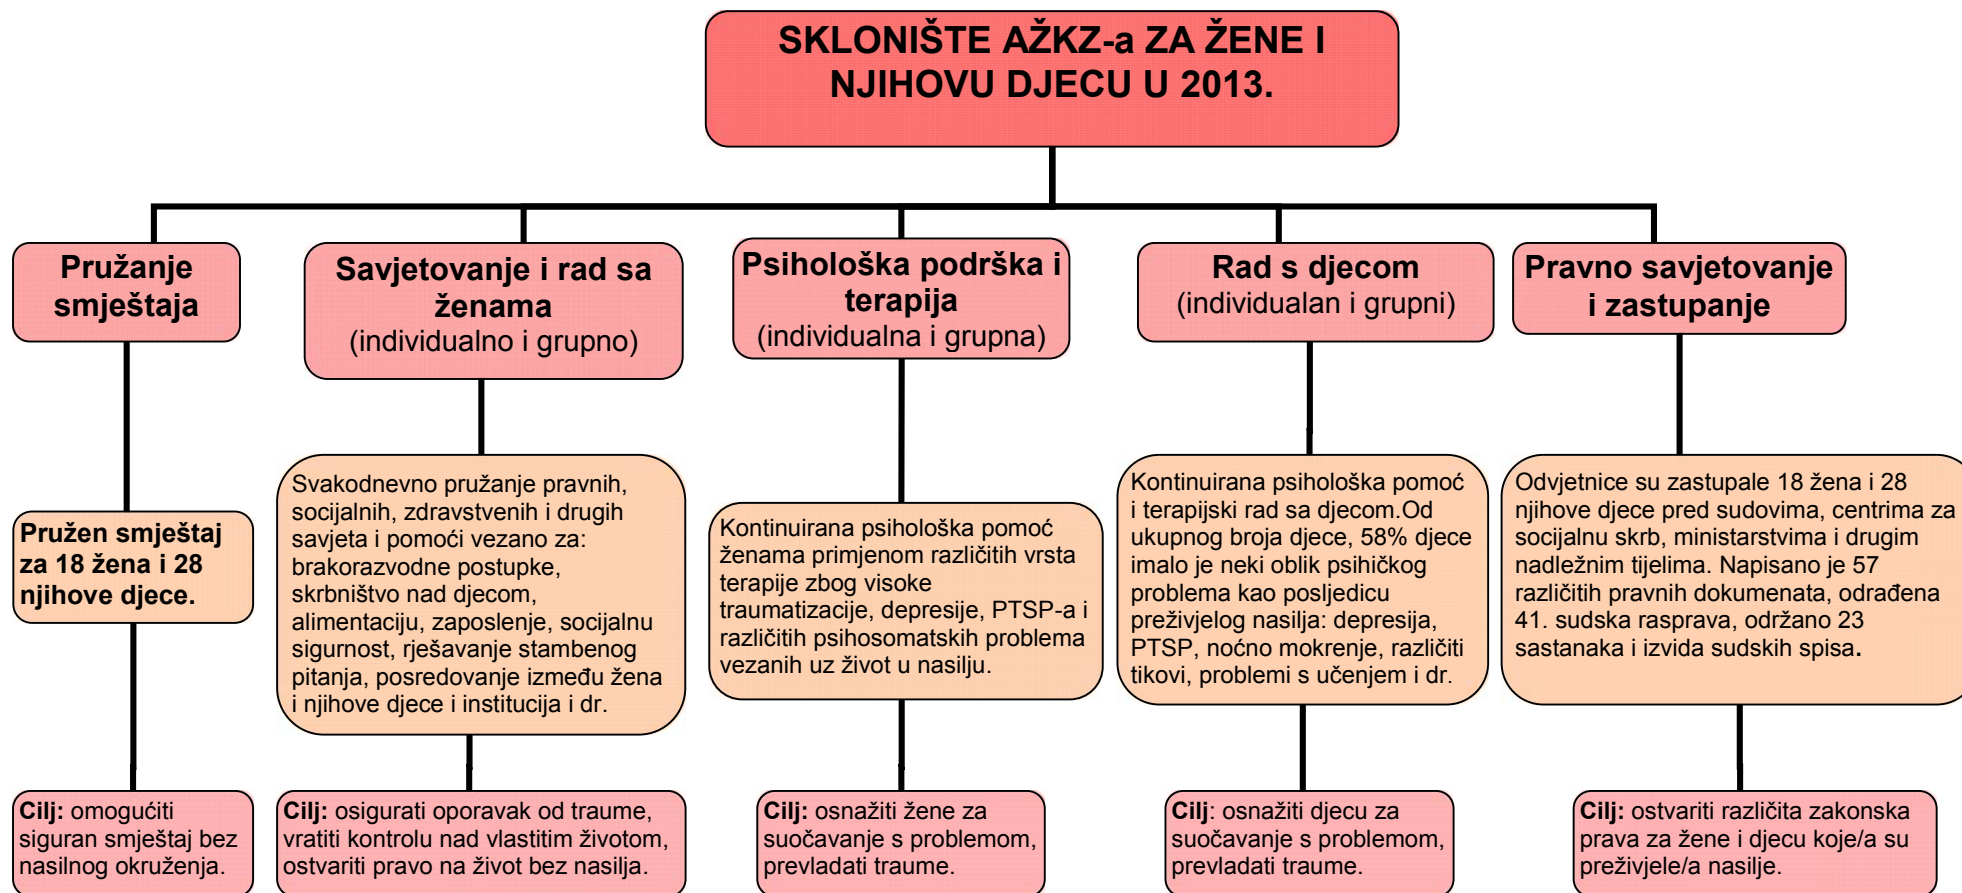 SKLONIŠTE AŽKZ-a ZA ŽENE I
NJIHOVU DJECU U 2013.
Pružanje
smještaja
Savjetovanje i rad sa
ženama
(individualno i grupno)
Psihološka podrška i
terapija
(individualna i grupna)
Rad s djecom
(individualan i grupni)
Pravno savjetovanje
i zastupanje
Pružen smještaj
za 18 žena i 28
njihove djece.
Svakodnevno pružanje pravnih,
socijalnih, zdravstvenih i drugih
savjeta i pomoći vezano za:
brakorazvodne postupke,
skrbništvo nad djecom,
alimentaciju, zaposlenje, socijalnu
sigurnost, rješavanje stambenog
pitanja, posredovanje između žena
i njihove djece i institucija i dr.
Kontinuirana psihološka pomoć
ženama primjenom različitih vrsta
terapije zbog visoke
traumatizacije, depresije, PTSP-a i
različitih psihosomatskih problema
vezanih uz život u nasilju.
Kontinuirana psihološka pomoć
i terapijski rad sa djecom.Od
ukupnog broja djece, 58% djece
imalo je neki oblik psihičkog
problema kao posljedicu
preživjelog nasilja: depresija,
PTSP, noćno mokrenje, različiti
tikovi, problemi s učenjem i dr.
Odvjetnice su zastupale 18 žena i 28
njihove djece pred sudovima, centrima za
socijalnu skrb, ministarstvima i drugim
nadležnim tijelima. Napisano je 57
različitih pravnih dokumenata, odrađena
41. sudska rasprava, održano 23
sastanaka i izvida sudskih spisa.
Cilj: omogućiti
siguran smještaj bez
nasilnog okruženja.
Cilj: osigurati oporavak od traume,
vratiti kontrolu nad vlastitim životom,
ostvariti pravo na život bez nasilja.
Cilj: osnažiti žene za
suočavanje s problemom,
prevladati traume.
Cilj: osnažiti djecu za
suočavanje s problemom,
prevladati traume.
Cilj: ostvariti različita zakonska
prava za žene i djecu koje/a su
preživjele/a nasilje.